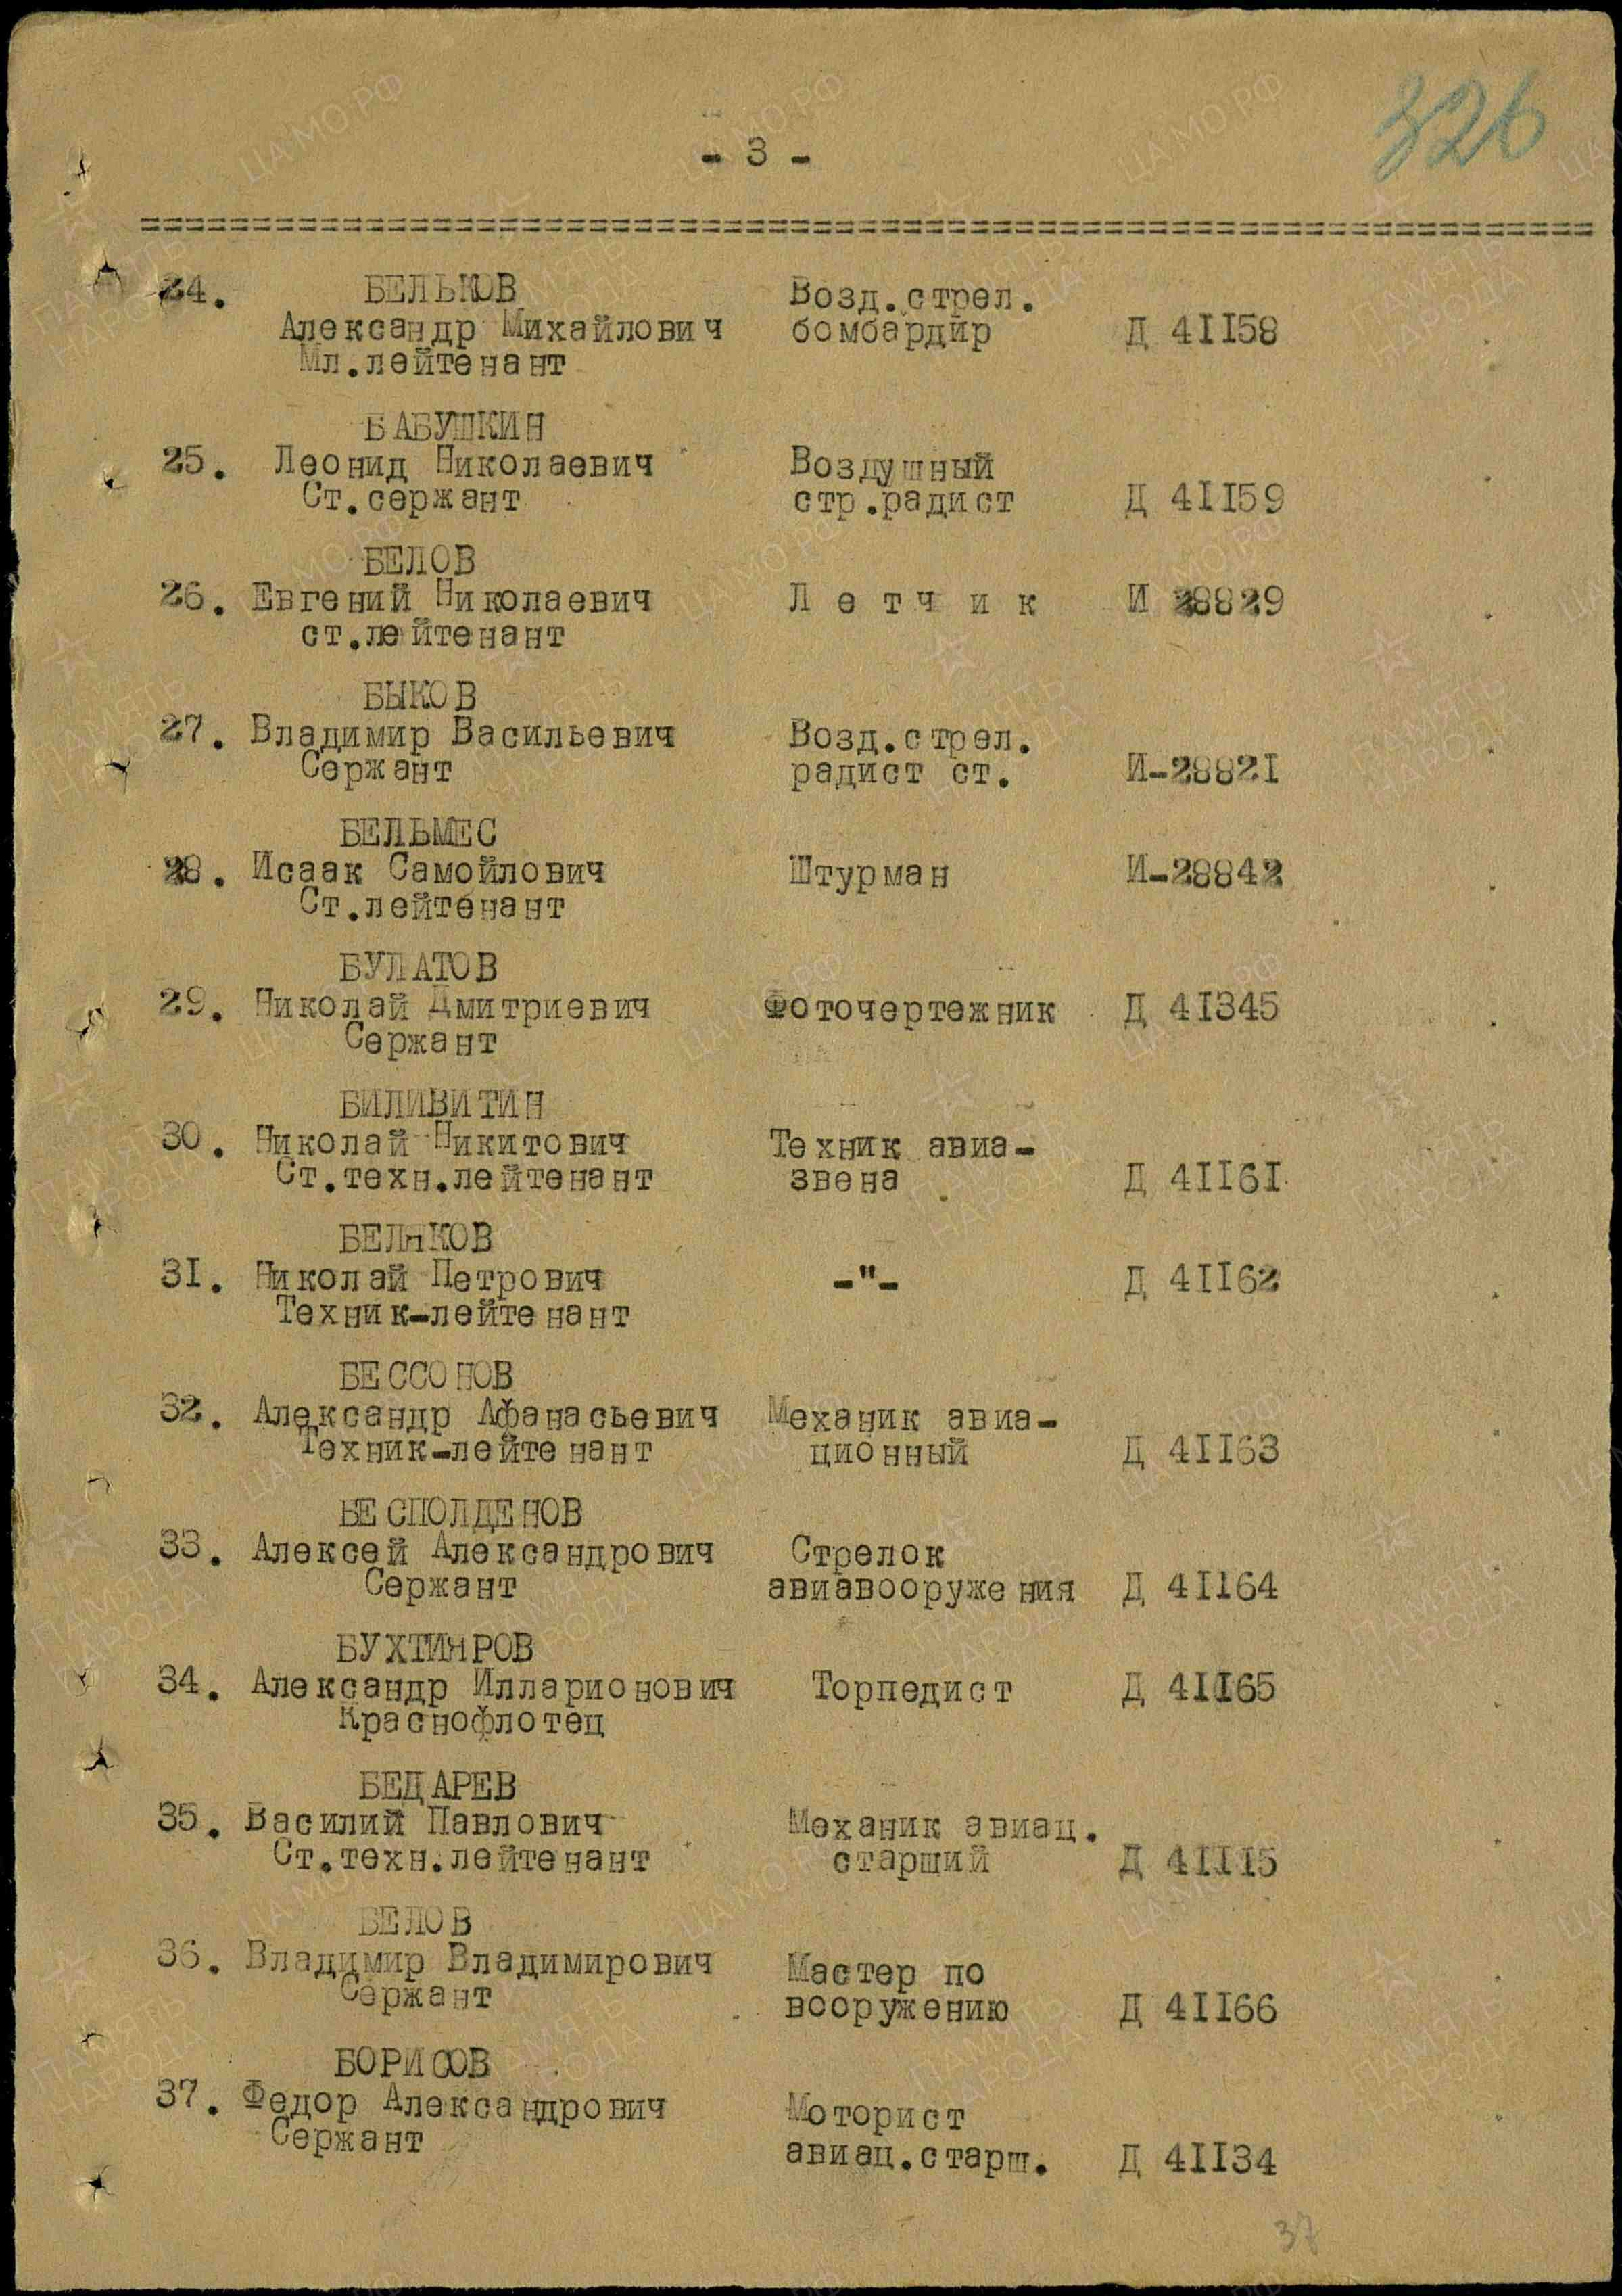 326
- 3 -
24. БЕЛЬКОВ
Александр Михайлович
Мл.лейтенант
Возд.стрел.
бомбардир
Д 41158
БАБУШКИН
25. Леонид Николаевич
Ст.сержант
Воздушный
стр.радист
Д 41159
БЕЛОВ
26. Евгений Николаевич
ст.лейтенант
Летчик
И 28829
БЫКОВ
27. Владимир Васильевич
Сержант
Возд.стрел.
радист ст.
И-28821
БЕЛЬМЕС
28. Исаак Самойлович
Ст.лейтенант
Штурман
И-28842
БУЛАТОВ
29. Николай Дмитриевич
Сержант
Фоточертежник
Д 41345
БИЛИВИТИН
30. Николай Никитович
Ст.техн.лейтенант
Техник авиа-
звена
Д 41161
БЕЛЯКОВ
31. Николай Петрович
Техник-лейтенант
-"-
Д 41162
БЕССОНОВ
32. Александр Афанасьевич
Техник-лейтенант
Механик авиа-
ционный
Д 41163
БЕСПОЛДЕНОВ
33. Алексей Александрович
Сержант
Стрелок
авиавооружения
Д 41164
БУХТИЯРОВ
34. Александр Илларионович
Краснофлотец
Торпедист
Д 41165
БЕДАРЕВ
35. Василий Павлович
Ст.техн.лейтенант
Механик авиац.
старший
Д 41115
БЕЛОВ
36. Владимир Владимирович
Сержант
Мастер по
вооружению
Д 41166
БОРИСОВ
37. Федор Александрович
Сержант
Моторист
авиац.старш.
Д 41134
37